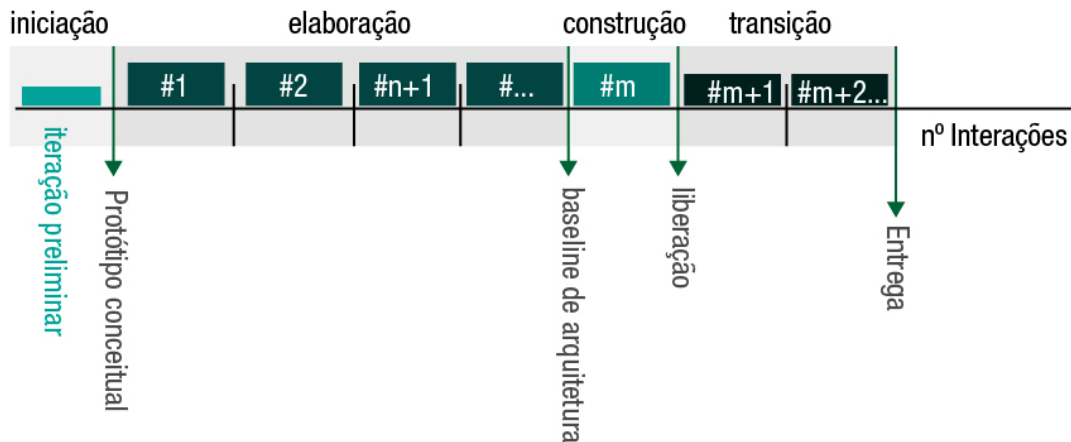 iniciação
elaboração
construção
transição
#1
#2
#n+1
#...
#m
#m+1
#m+2...
nº Interações
iteração preliminar
Protótipo conceitual
baseline de arquitetura
liberação
Entrega